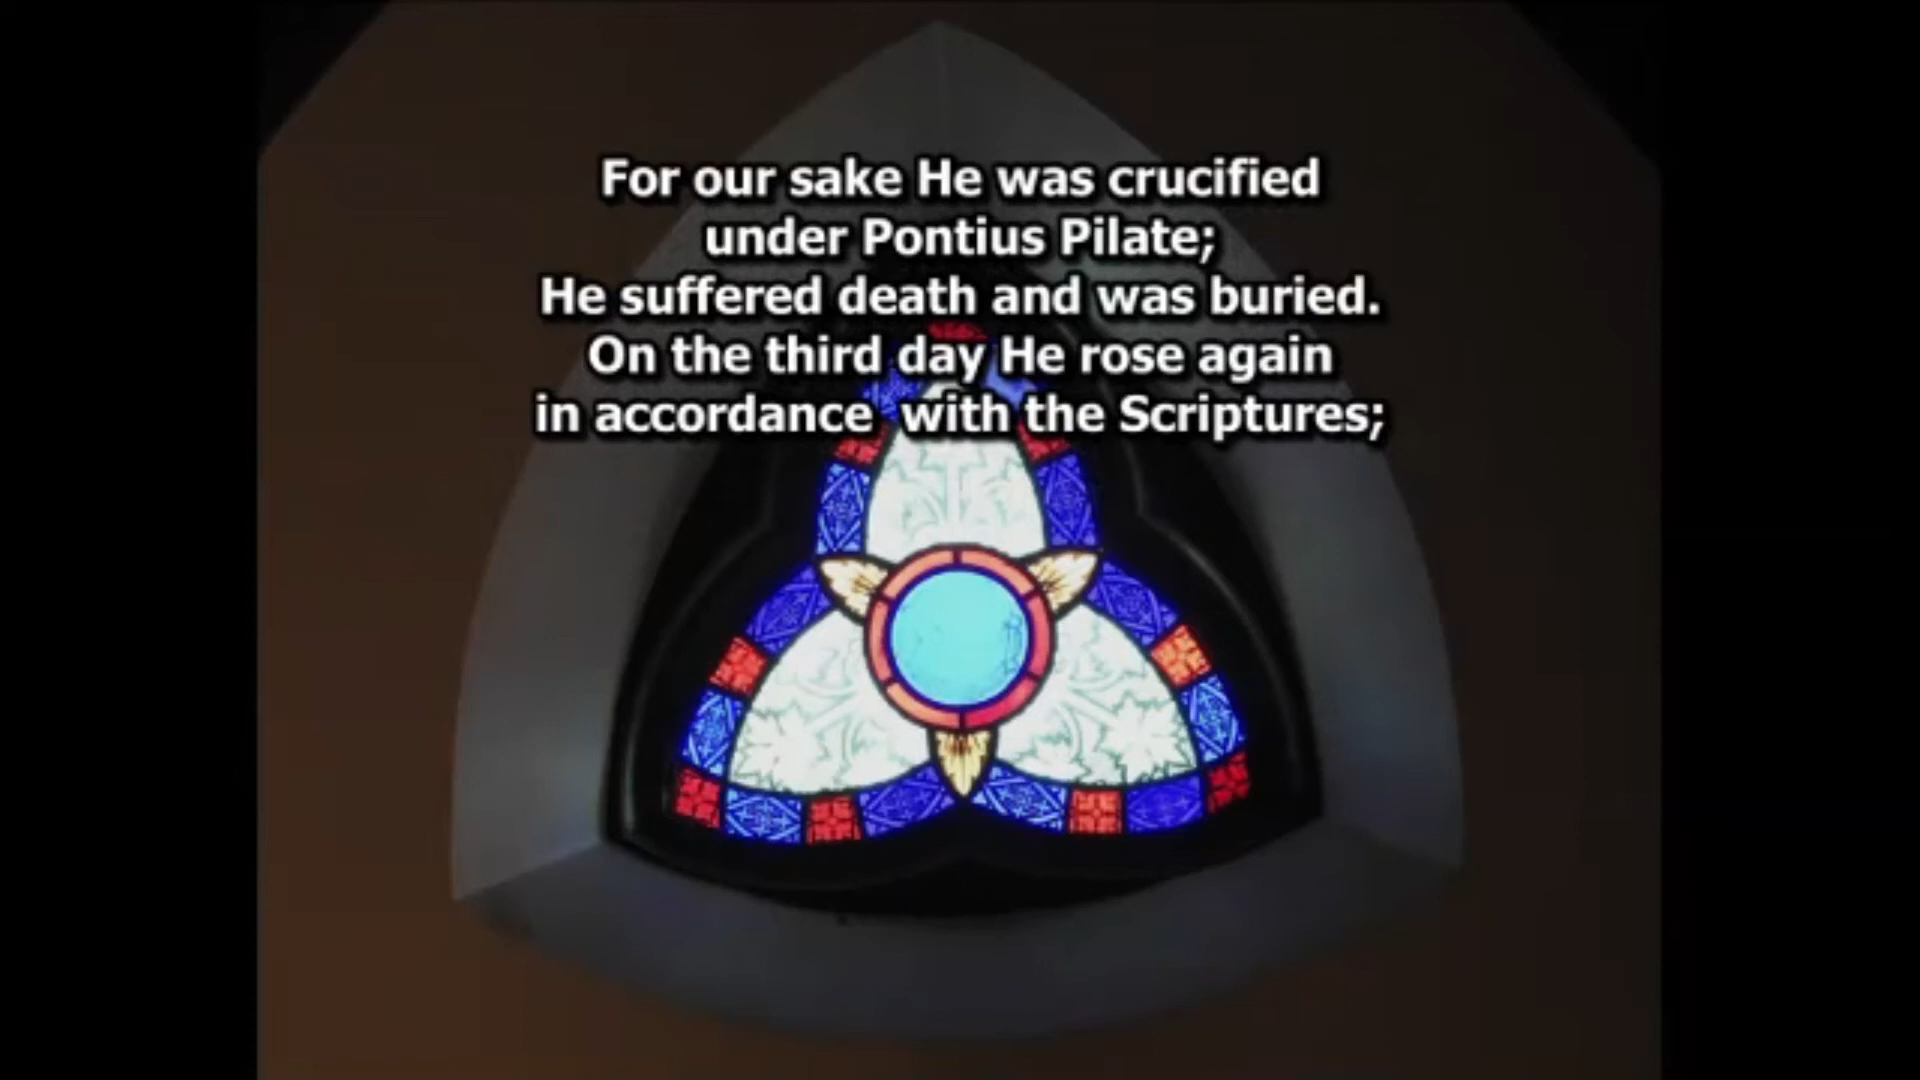 For our sake He was crucified
under Pontius Pilate;
He suffered death and was buried.
On the third day He rose again
in accordance  with the Scriptures;